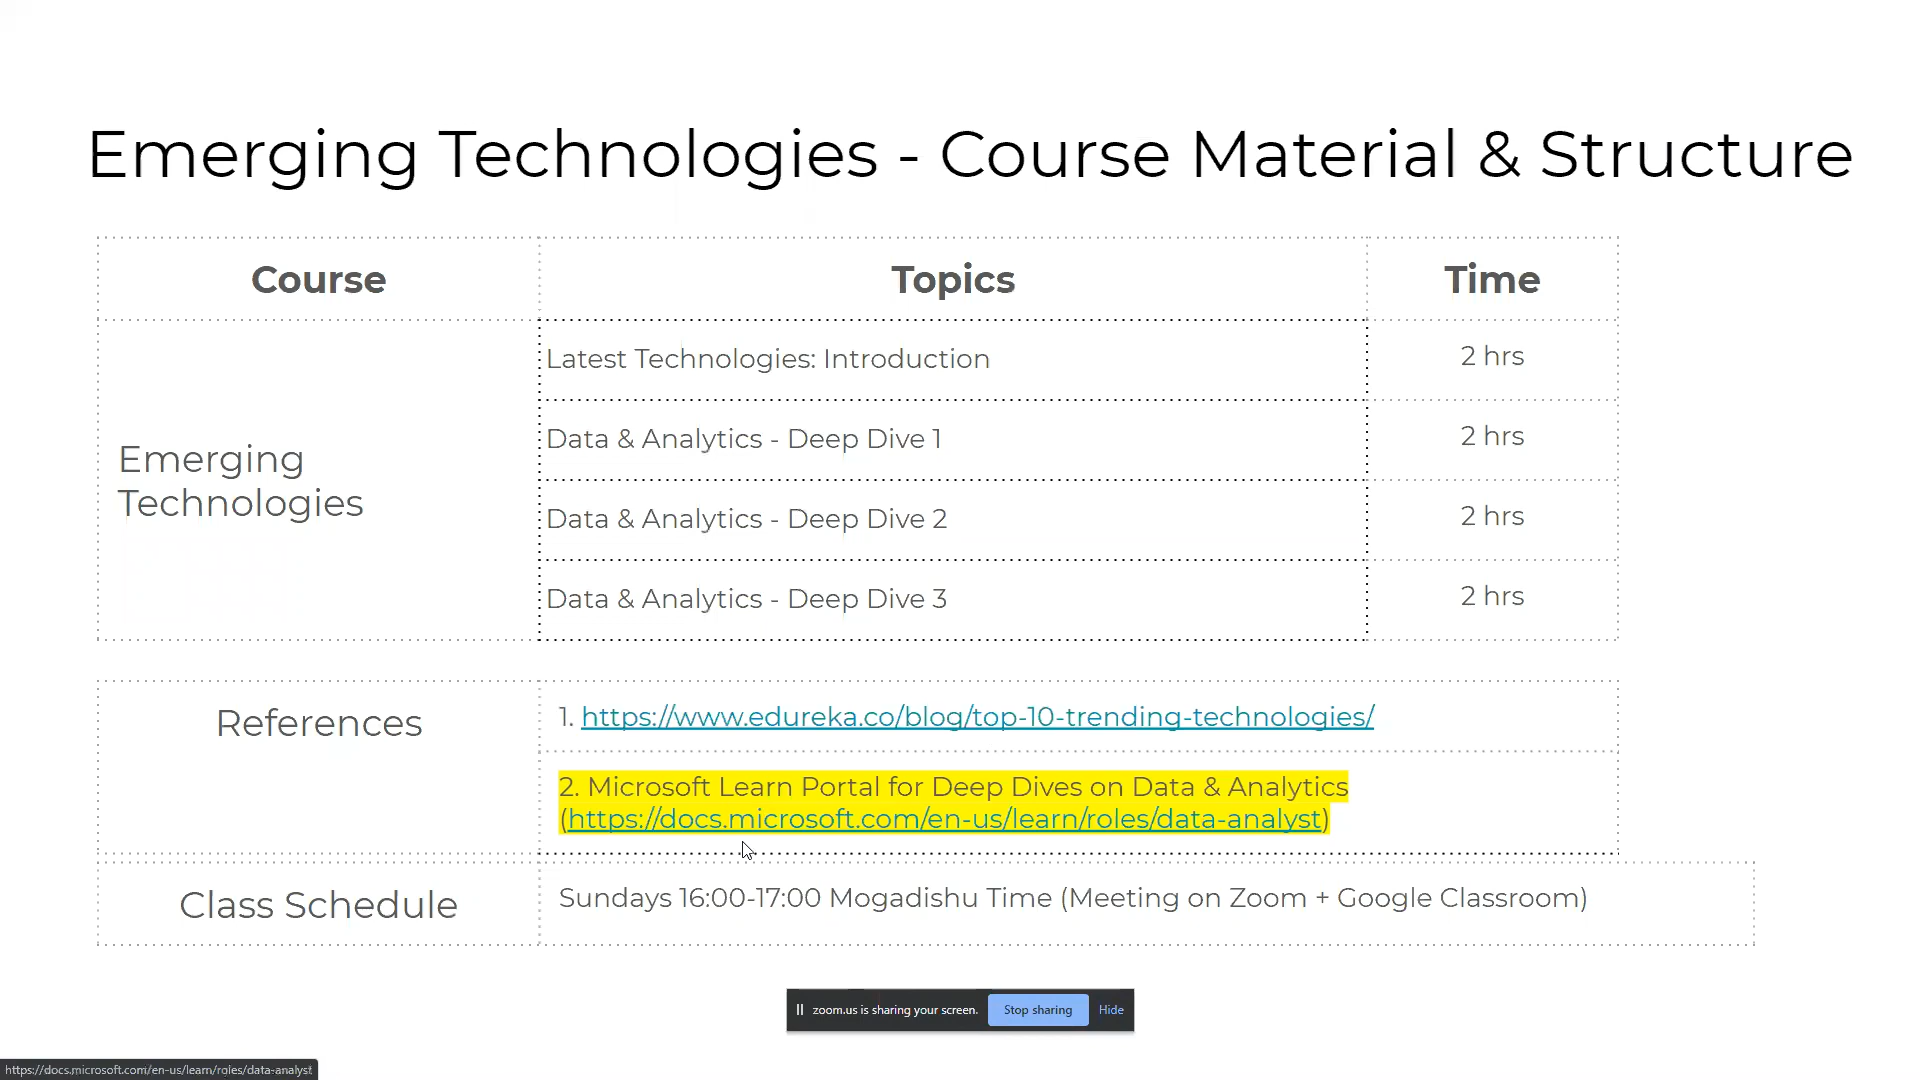 Emerging Technologies - Course Material & Structure
Course
Topics
Time
Emerging
Technologies
Latest Technologies: Introduction
2 hrs
Data & Analytics - Deep Dive 1
2 hrs
Data & Analytics - Deep Dive 2
2 hrs
Data & Analytics - Deep Dive 3
2 hrs
References
1. https://www.edureka.co/blog/top-10-trending-technologies/
2. Microsoft Learn Portal for Deep Dives on Data & Analytics
(https://docs.microsoft.com/en-us/learn/roles/data-analyst)
Class Schedule
Sundays 16:00-17:00 Mogadishu Time (Meeting on Zoom + Google Classroom)
zoom.us is sharing your screen.
Stop sharing
Hide
https://docs.microsoft.com/en-us/learn/roles/data-analyst